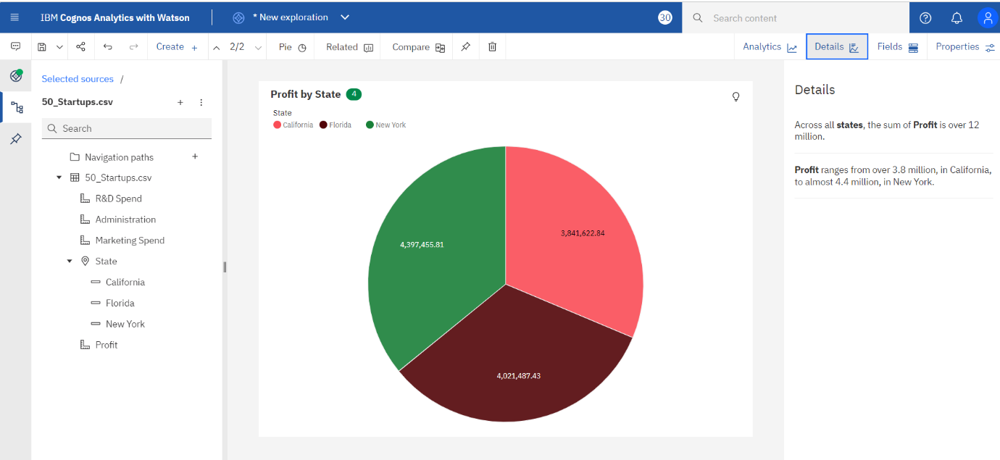 IBM Cognos Analytics with Watson
* New exploration
30
Search content
Create +
2/2
Pie
Related
Compare
Analytics
Details
Fields
Properties
Selected sources /
50_Startups.csv
Search
Navigation paths
50_Startups.csv
R&D Spend
Administration
Marketing Spend
State
California
Florida
New York
Profit
Profit by State 4
State
California Florida New York
4,397,455.81
3,841,622.84
4,021,487.43
Details
Across all states, the sum of Profit is over 12
million.
Profit ranges from over 3.8 million, in California,
to almost 4.4 million, in New York.